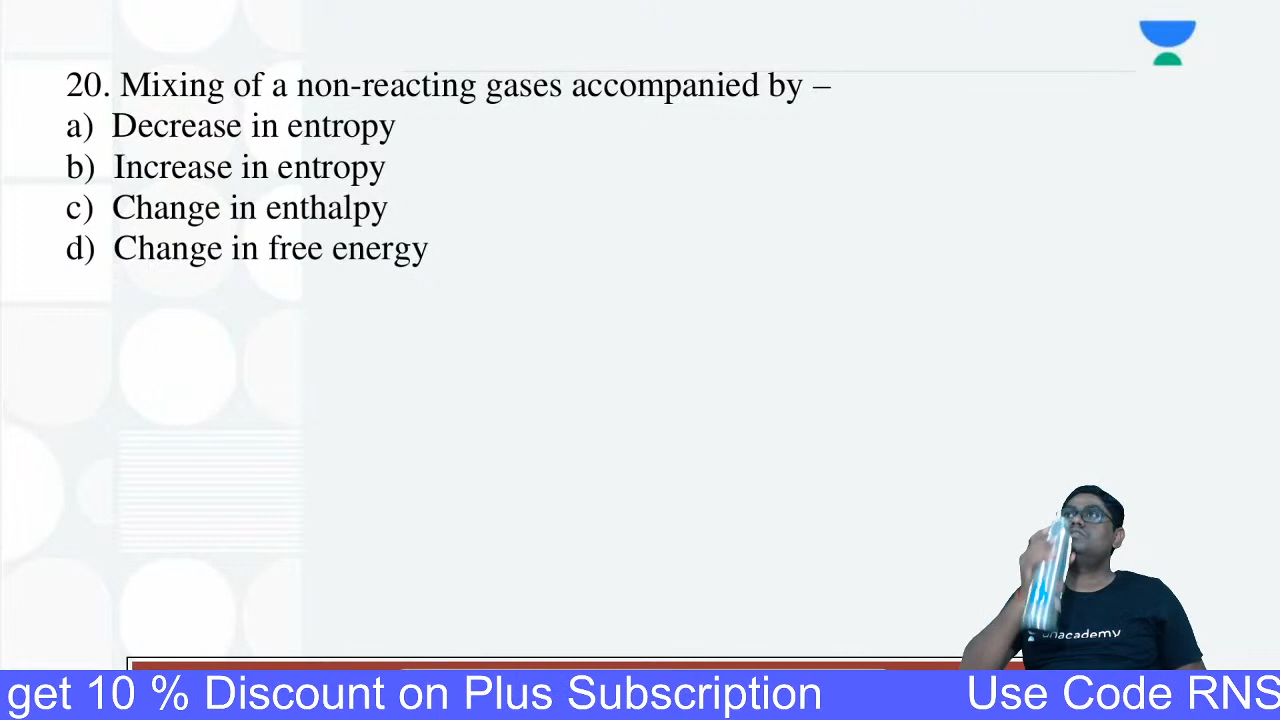 20. Mixing of a non-reacting gases accompanied by –
a) Decrease in entropy
b) Increase in entropy
c) Change in enthalpy
d) Change in free energy
unacademy
get 10 % Discount on Plus Subscription Use Code RNS